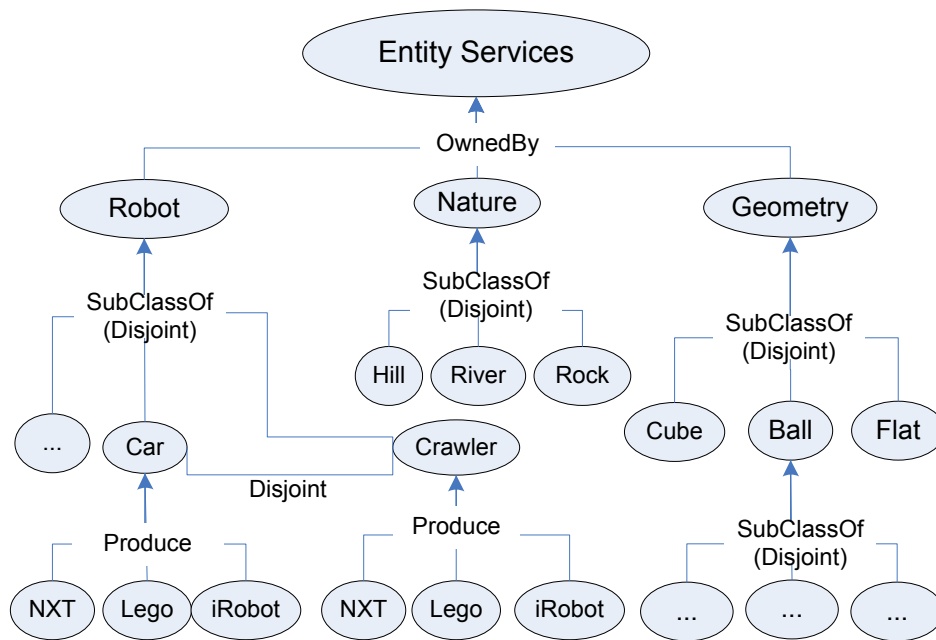 Entity Services
OwnedBy
Robot
Nature
Geometry
SubClassOf
(Disjoint)
SubClassOf
(Disjoint)
SubClassOf
(Disjoint)
Hill
River
Rock
...
Car
Crawler
Cube
Ball
Flat
Disjoint
Produce
Produce
SubClassOf
(Disjoint)
NXT
Lego
iRobot
NXT
Lego
iRobot
...
...
...